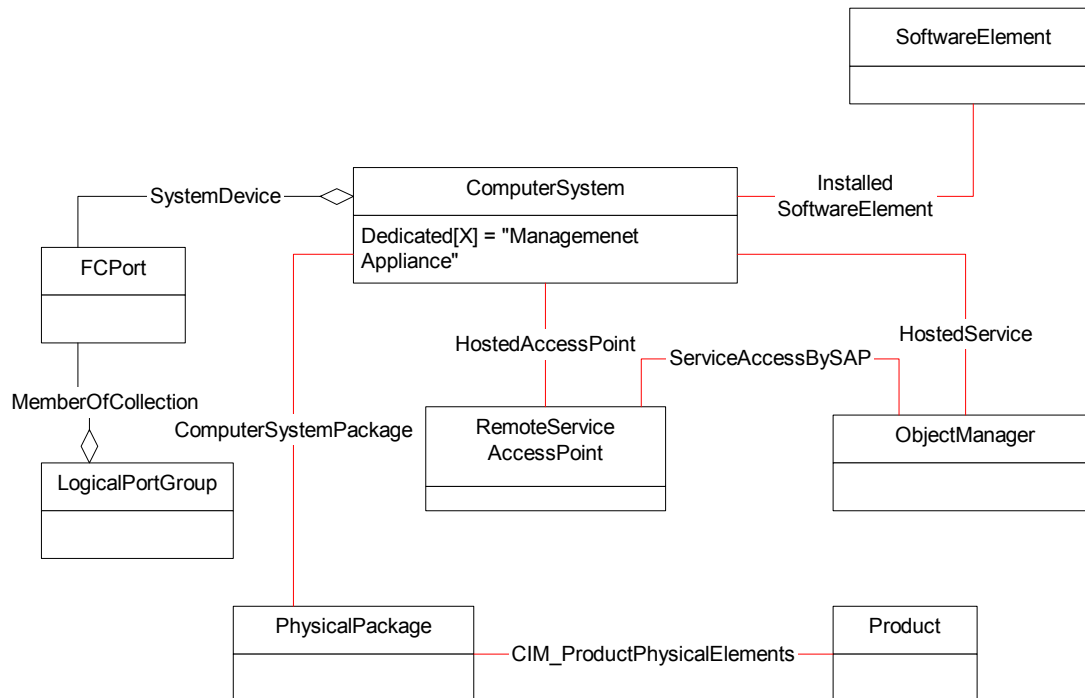 SoftwareElement
SystemDevice
ComputerSystem
Installed
SoftwareElement
Dedicated[X] = "Managemenet
Appliance"
FCPort
HostedAccessPoint
HostedService
ServiceAccessBySAP
MemberOfCollection
ComputerSystemPackage
RemoteService
AccessPoint
ObjectManager
LogicalPortGroup
PhysicalPackage
CIM_ProductPhysicalElements
Product